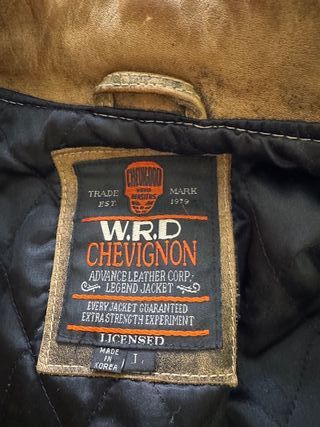 CHEVIGNON
TRADE MARK
EST. 1979
W.R.D
CHEVIGNON
ADVANCE LEATHER CORP.
LEGEND JACKET
EVERY JACKET GUARANTEED
EXTRA STRENGTH EXPERIMENT
LICENSED
MADE
IN
KOREA
L